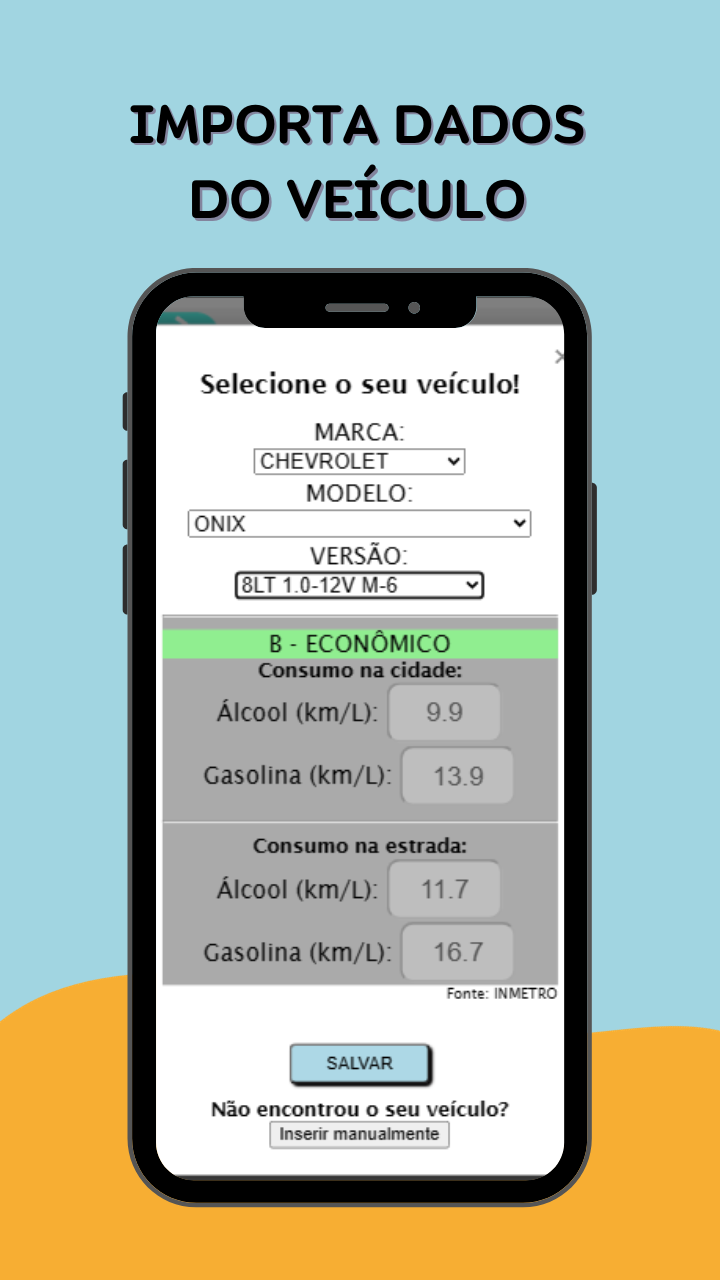 IMPORTA DADOS
DO VEÍCULO
×
Selecione o seu veículo!
MARCA:
CHEVROLET
MODELO:
ONIX
VERSÃO:
8LT 1.0-12V M-6
B - ECONÔMICO
Consumo na cidade:
Álcool (km/L): 9.9
Gasolina (km/L): 13.9
Consumo na estrada:
Álcool (km/L): 11.7
Gasolina (km/L): 16.7
Fonte: INMETRO
SALVAR
Não encontrou o seu veículo?
Inserir manualmente